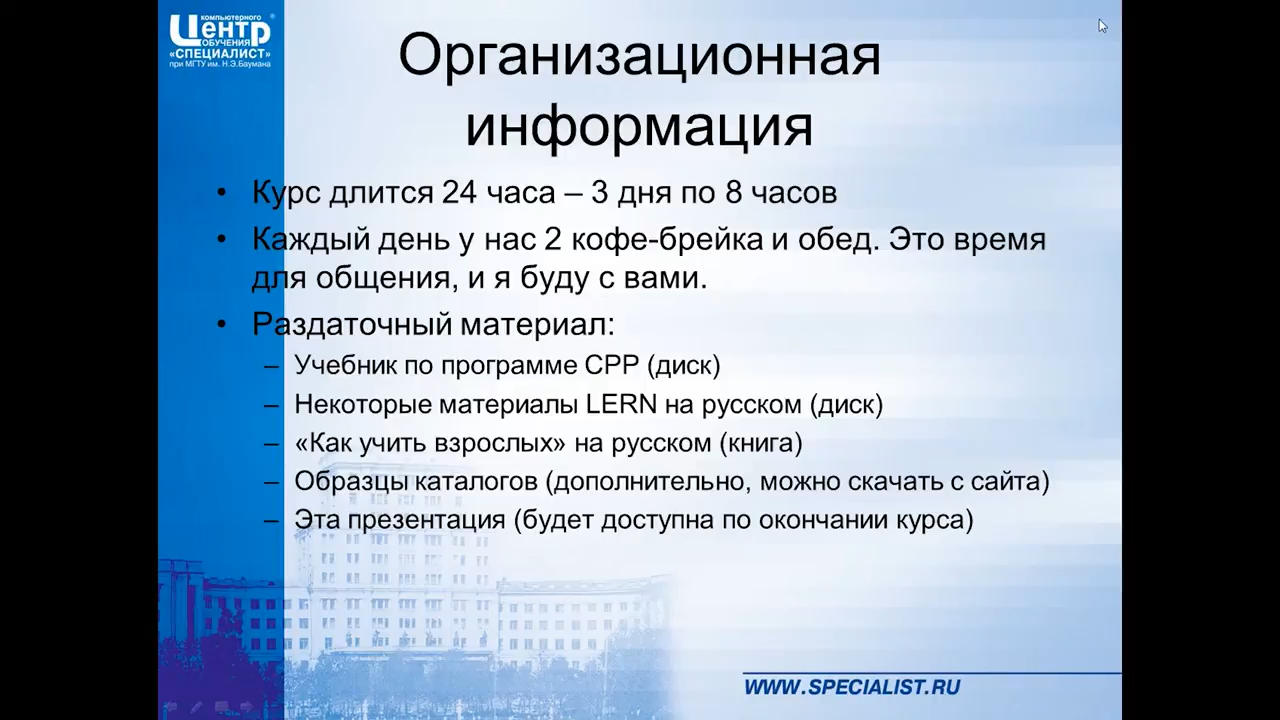 компьютерного
Центр
ОБУЧЕНИЯ
«СПЕЦИАЛИСТ»
при МГТУ им. Н.Э.Баумана
Организационная
информация
• Курс длится 24 часа – 3 дня по 8 часов
• Каждый день у нас 2 кофе-брейка и обед. Это время
для общения, и я буду с вами.
• Раздаточный материал:
– Учебник по программе CPP (диск)
– Некоторые материалы LERN на русском (диск)
– «Как учить взрослых» на русском (книга)
– Образцы каталогов (дополнительно, можно скачать с сайта)
– Эта презентация (будет доступна по окончании курса)
WWW.SPECIALIST.RU